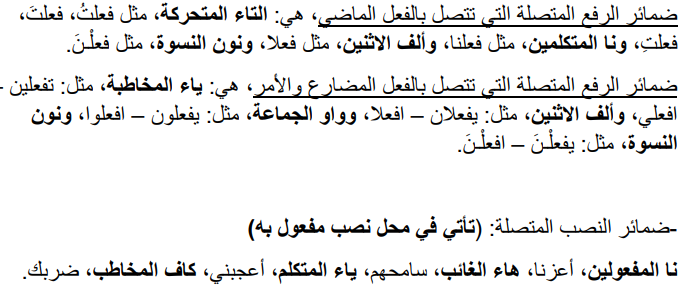 ضمائر الرفع المتصلة التي تتصل بالفعل الماضي، هي: التاء المتحركة، مثل فعلتُ، فعلتَ،
فعلتِ، ونا المتكلمين، مثل فعلنا، وألف الاثنين، مثل فعلا، ونون النسوة، مثل فعلْـنَ.
ضمائر الرفع المتصلة التي تتصل بالفعل المضارع والأمر، هي: ياء المخاطبة، مثل: تفعلين -
افعلي، وألف الاثنين، مثل: يفعلان – افعلا، وواو الجماعة، مثل: يفعلون – افعلوا، ونون
النسوة، مثل: يفعلْـنَ – افعلْـنَ.
-ضمائر النصب المتصلة: (تأتي في محل نصب مفعول به)
نا المفعولين، أعزنا، هاء الغائب، سامحهم، ياء المتكلم، أعجبني، كاف المخاطب، ضربك.